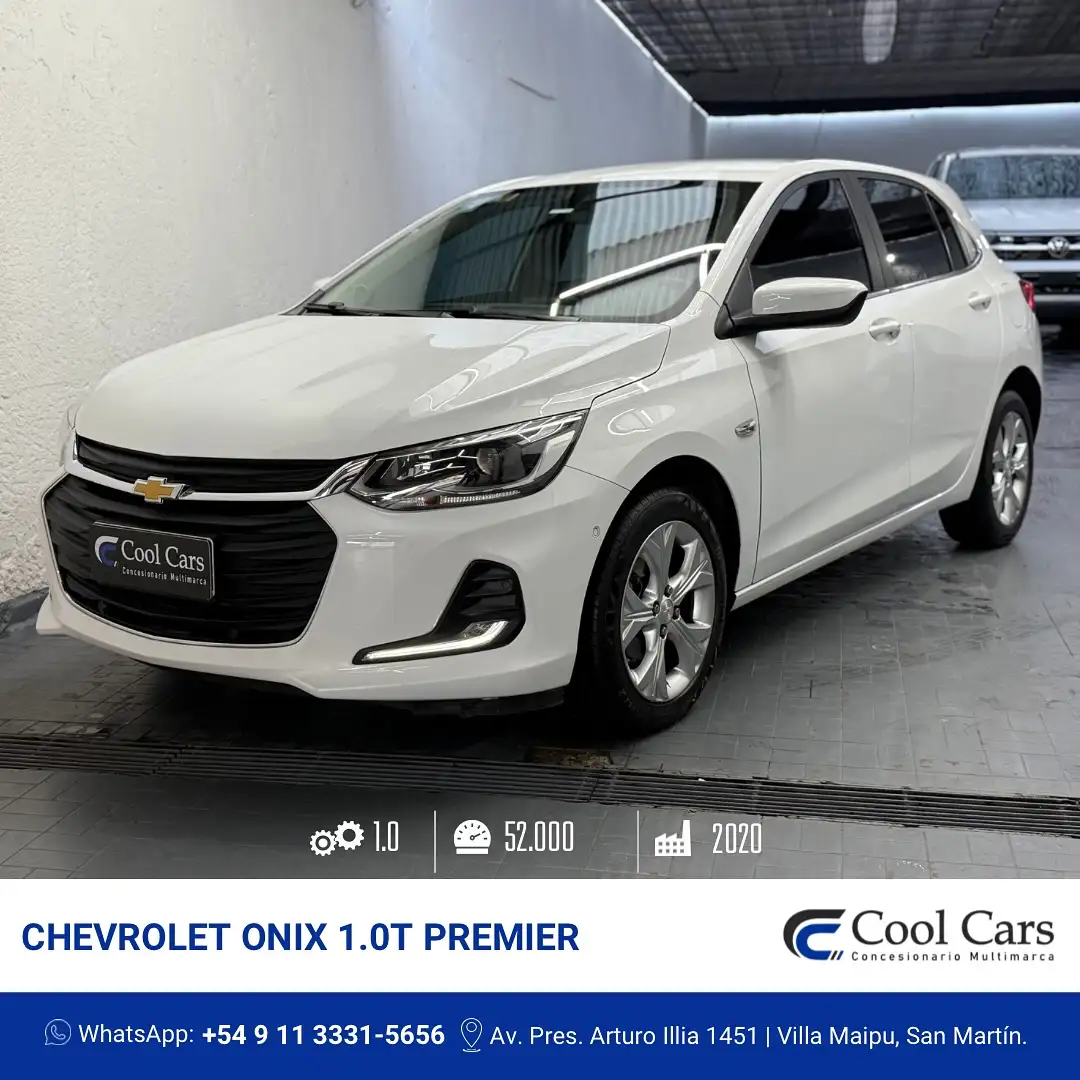 Cool Cars
Concesionario Multimarca
1.0
52.000
2020
CHEVROLET ONIX 1.0T PREMIER
Cool Cars
Concesionario Multimarca
WhatsApp: +54 9 11 3331-5656
Av. Pres. Arturo Illia 1451 | Villa Maipu, San Martín.